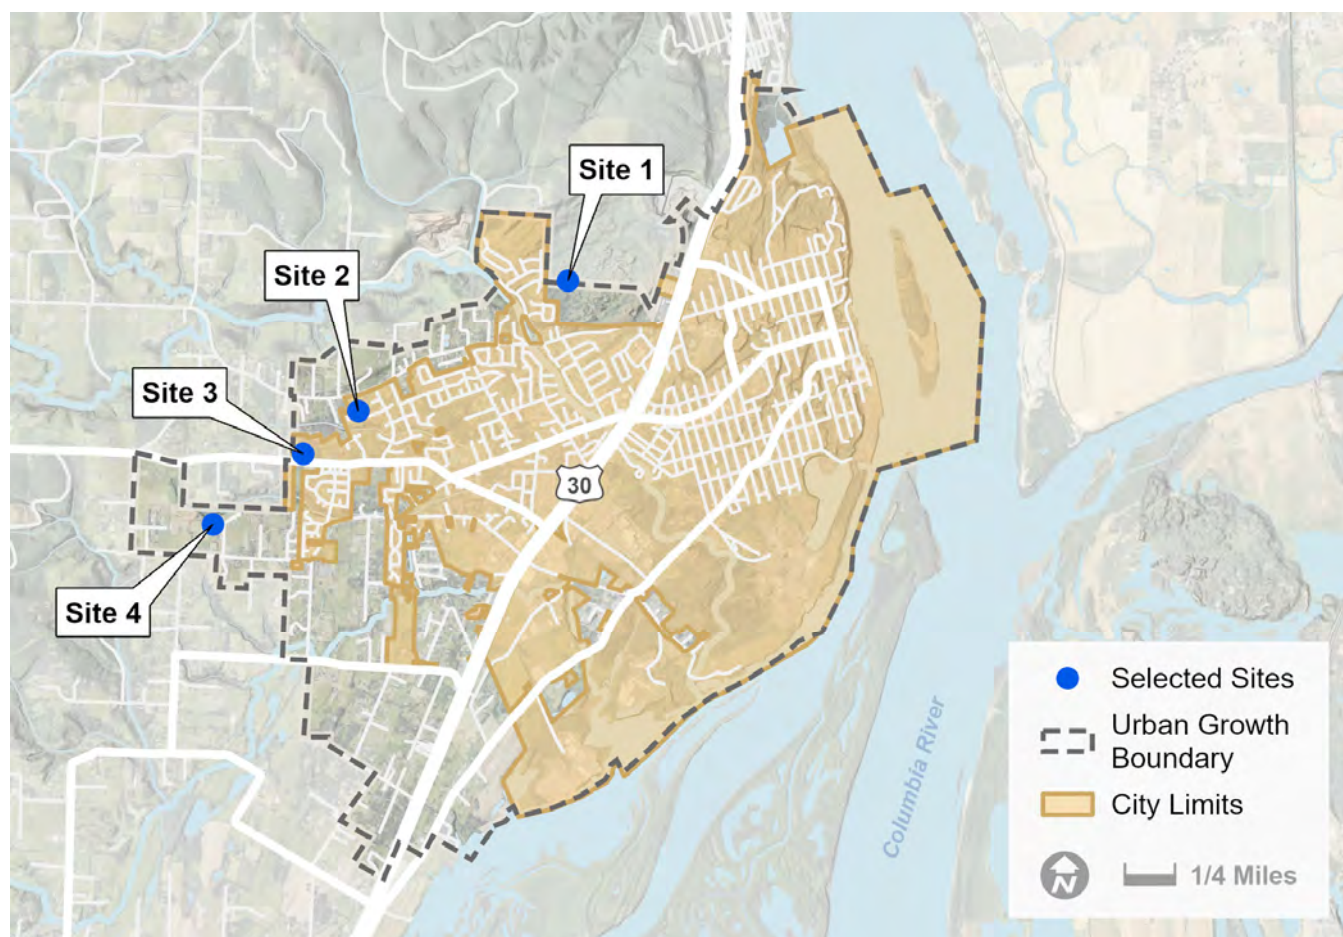 Site 1
Site 2
Site 3
30
Site 4
Selected Sites
Urban Growth
Boundary
City Limits
Columbia River
N
1/4 Miles